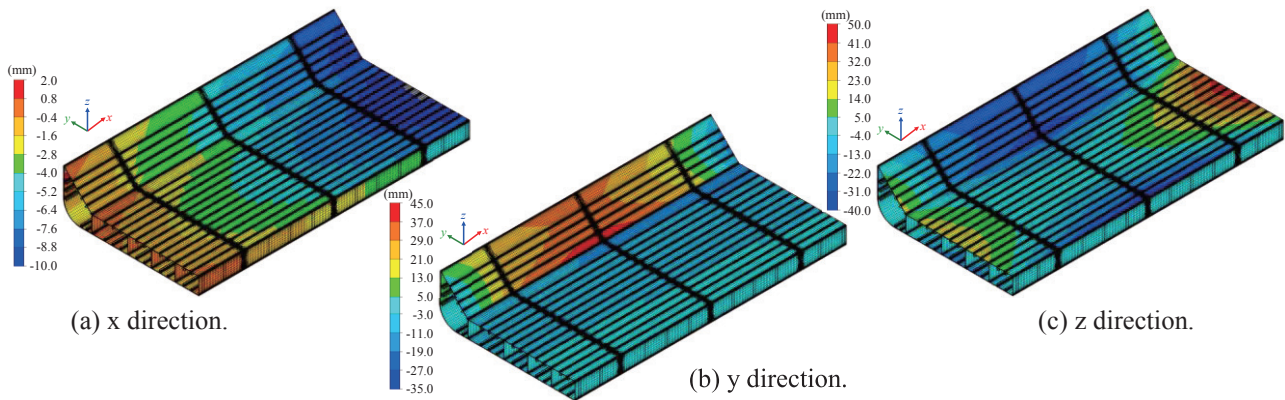 (mm)
2.0
0.8
-0.4
-1.6
-2.8
-4.0
-5.2
-6.4
-7.6
-8.8
-10.0
z
y
x
(a) x direction.
(mm)
45.0
37.0
29.0
21.0
13.0
5.0
-3.0
-11.0
-19.0
-27.0
-35.0
z
y
x
(b) y direction.
(mm)
50.0
41.0
32.0
23.0
14.0
5.0
-4.0
-13.0
-22.0
-31.0
-40.0
z
y
x
(c) z direction.